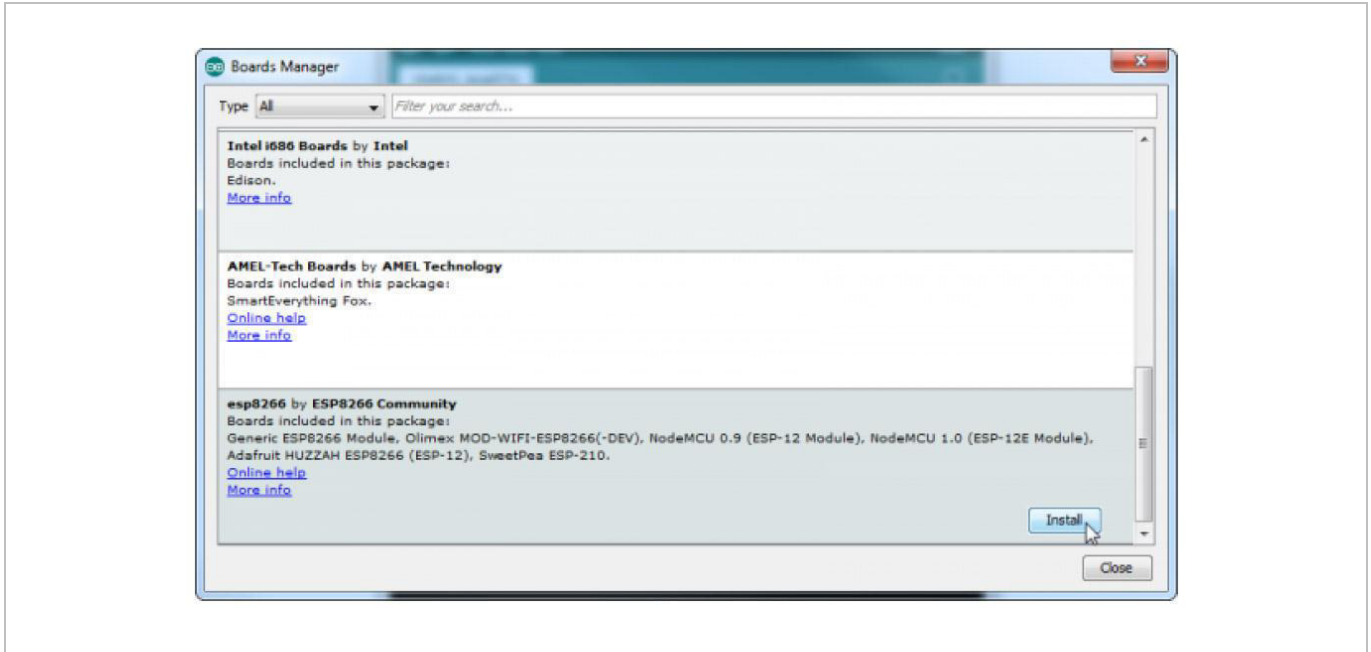 Boards Manager
Type All Filter your search...
Intel i686 Boards by Intel
Boards included in this package:
Edison.
More info
AMEL-Tech Boards by AMEL Technology
Boards included in this package:
SmartEverything Fox.
Online help
More info
esp8266 by ESP8266 Community
Boards included in this package:
Generic ESP8266 Module, Olimex MOD-WIFI-ESP8266(-DEV), NodeMCU 0.9 (ESP-12 Module), NodeMCU 1.0 (ESP-12E Module),
Adafruit HUZZAH ESP8266 (ESP-12), SweetPea ESP-210.
Online help
More info
Install
Close